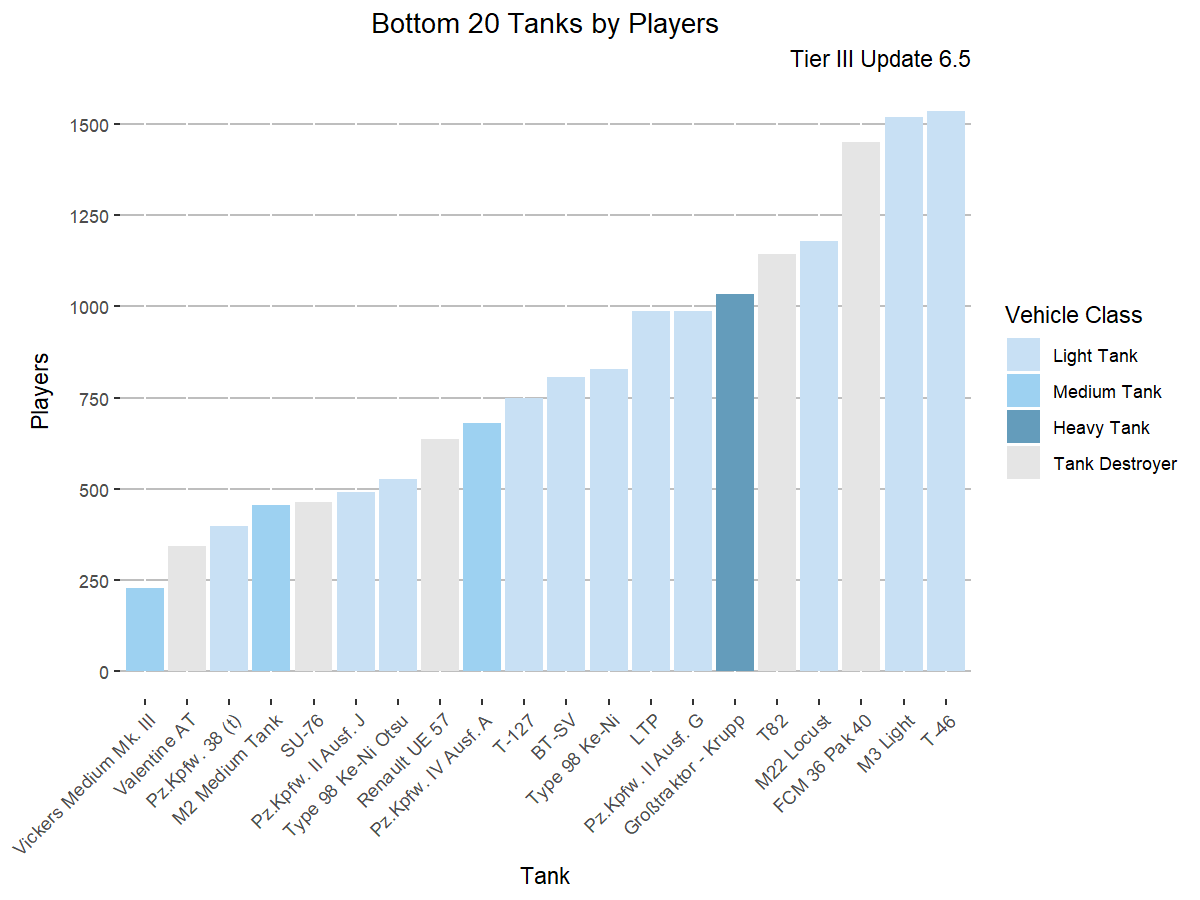 Bottom 20 Tanks by Players
Tier III Update 6.5
Players
1500
1250
1000
750
500
250
0
Vickers Medium Mk. III
Valentine AT
Pz.Kpfw. 38 (t)
M2 Medium Tank
SU-76
Pz.Kpfw. II Ausf. J
Type 98 Ke-Ni Otsu
Renault UE 57
Pz.Kpfw. IV Ausf. A
T-127
BT-SV
Type 98 Ke-Ni
LTP
Pz.Kpfw. II Ausf. G
Großtraktor - Krupp
T82
M22 Locust
FCM 36 Pak 40
M3 Light
T-46
Tank
Vehicle Class
Light Tank
Medium Tank
Heavy Tank
Tank Destroyer